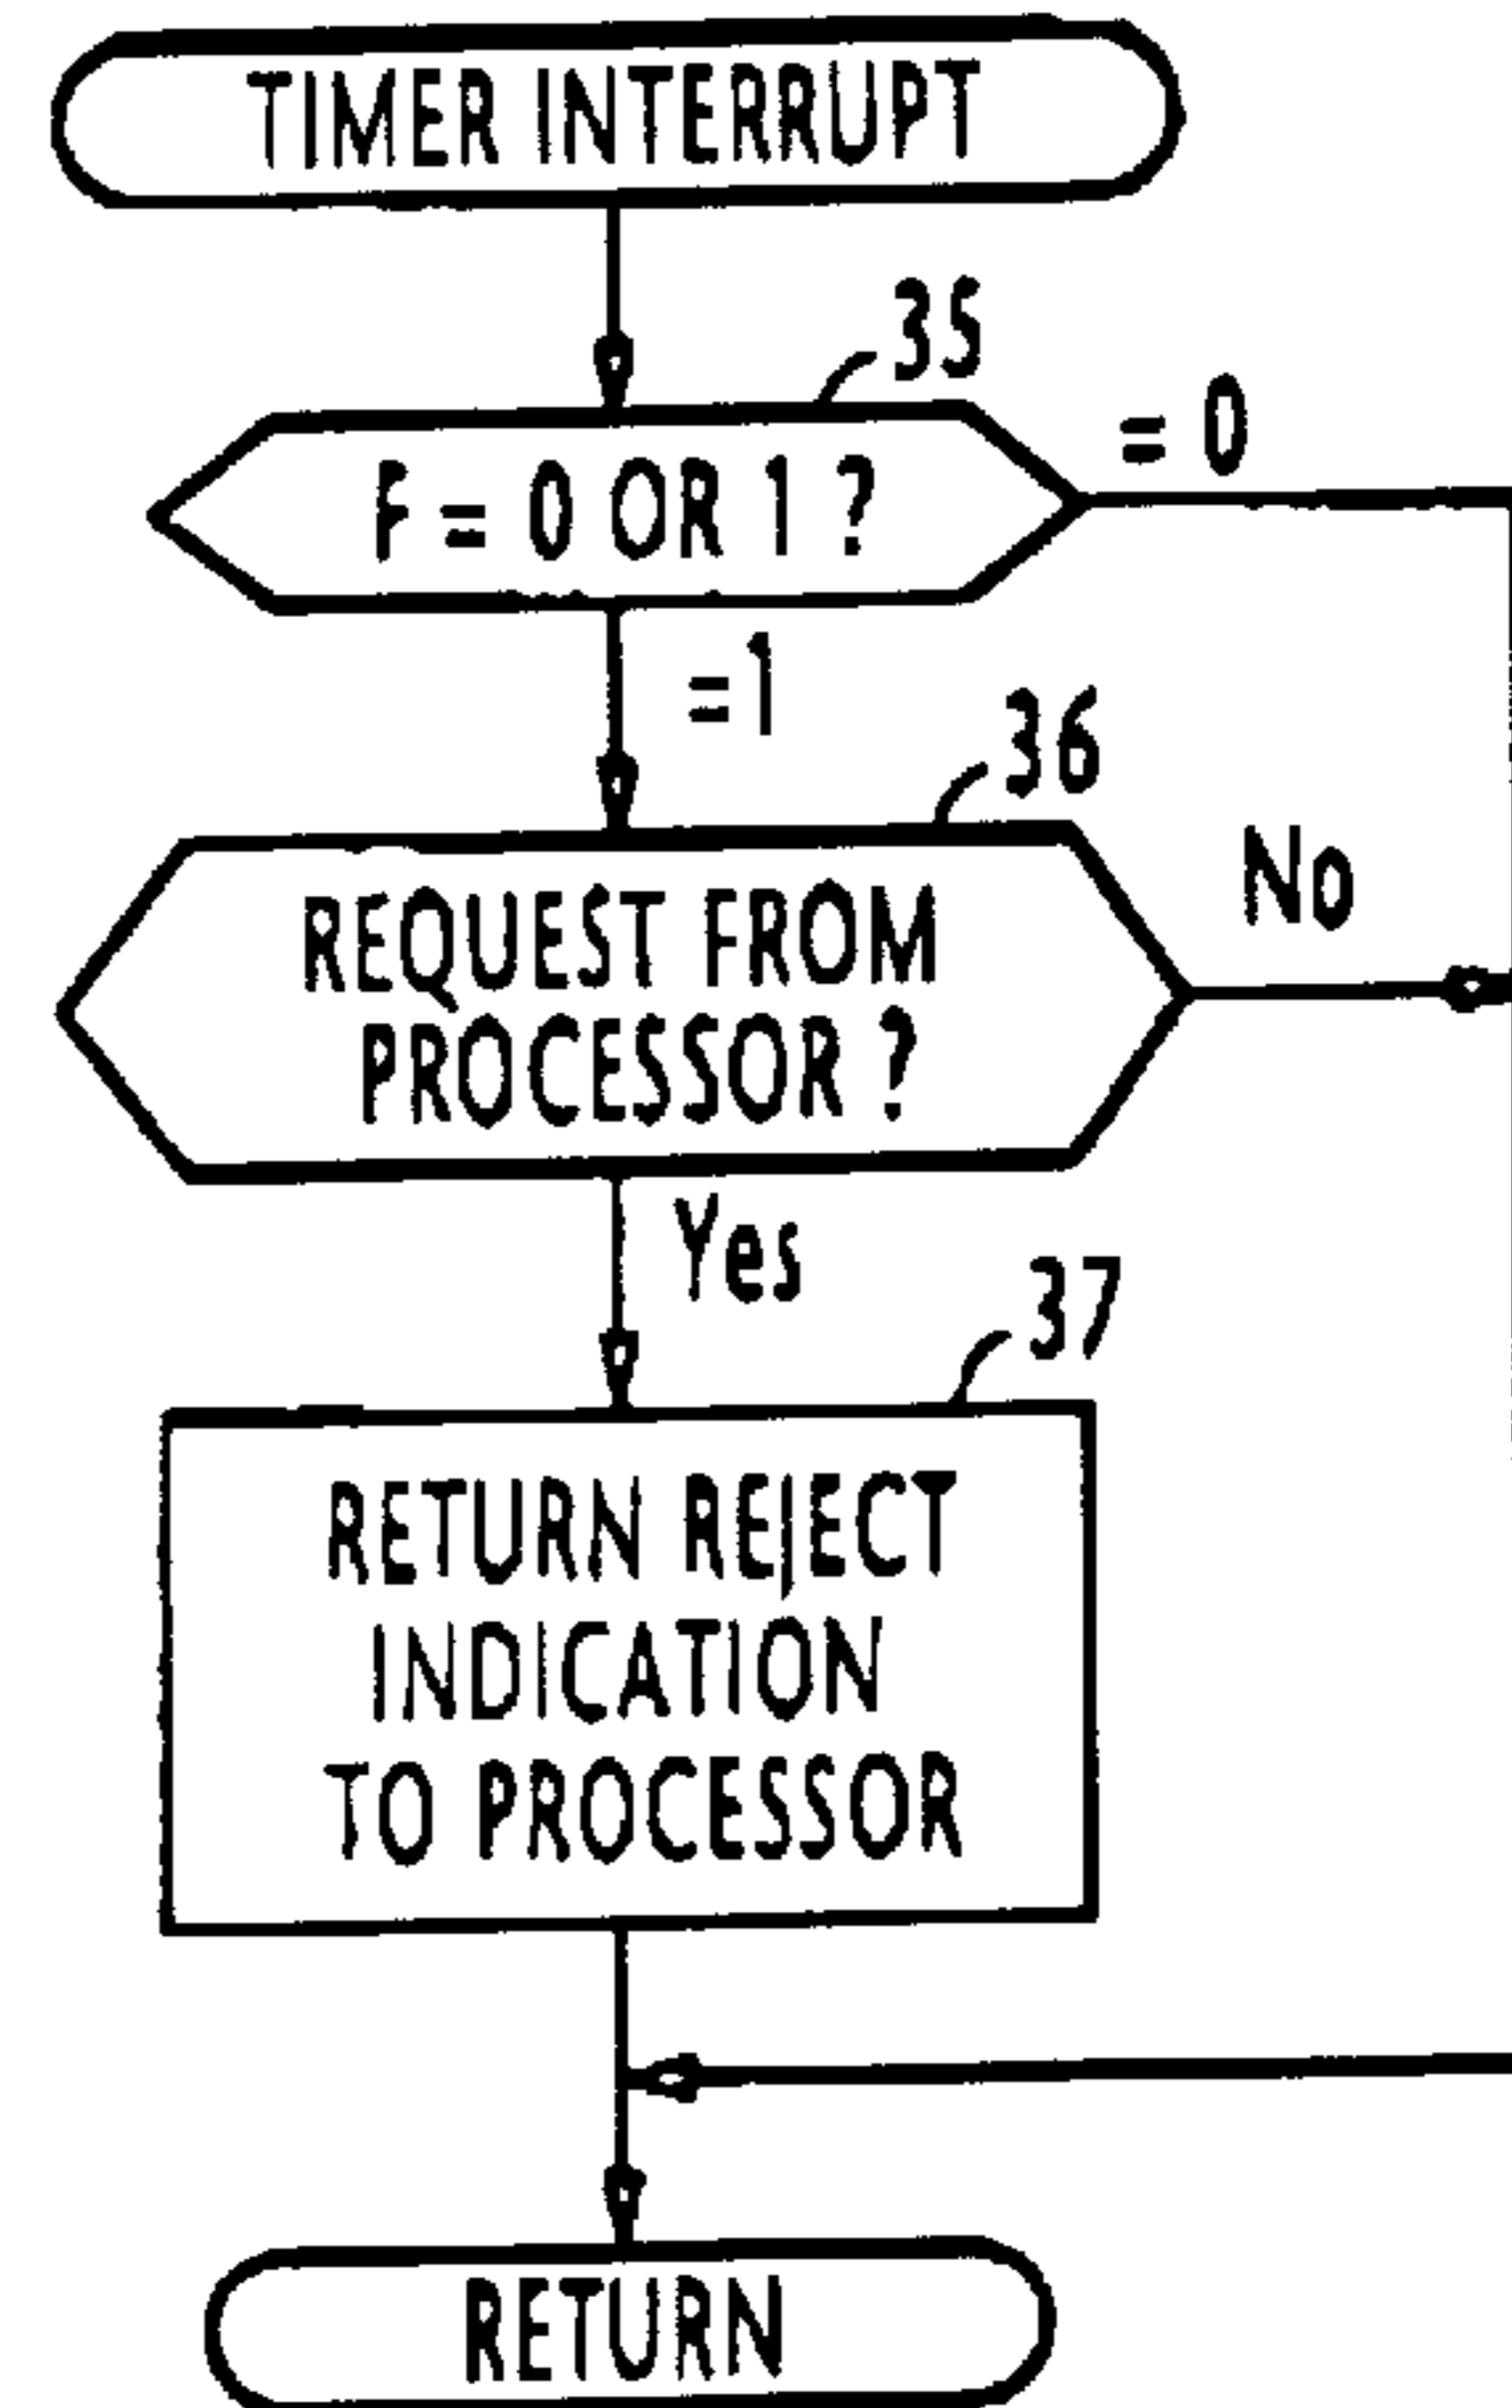 TIMER INTERRUPT
35
= 0
F = 0 OR 1 ?
=1
36
No
REQUEST FROM
PROCESSOR ?
Yes
37
RETURN REJECT
INDICATION
TO PROCESSOR
RETURN